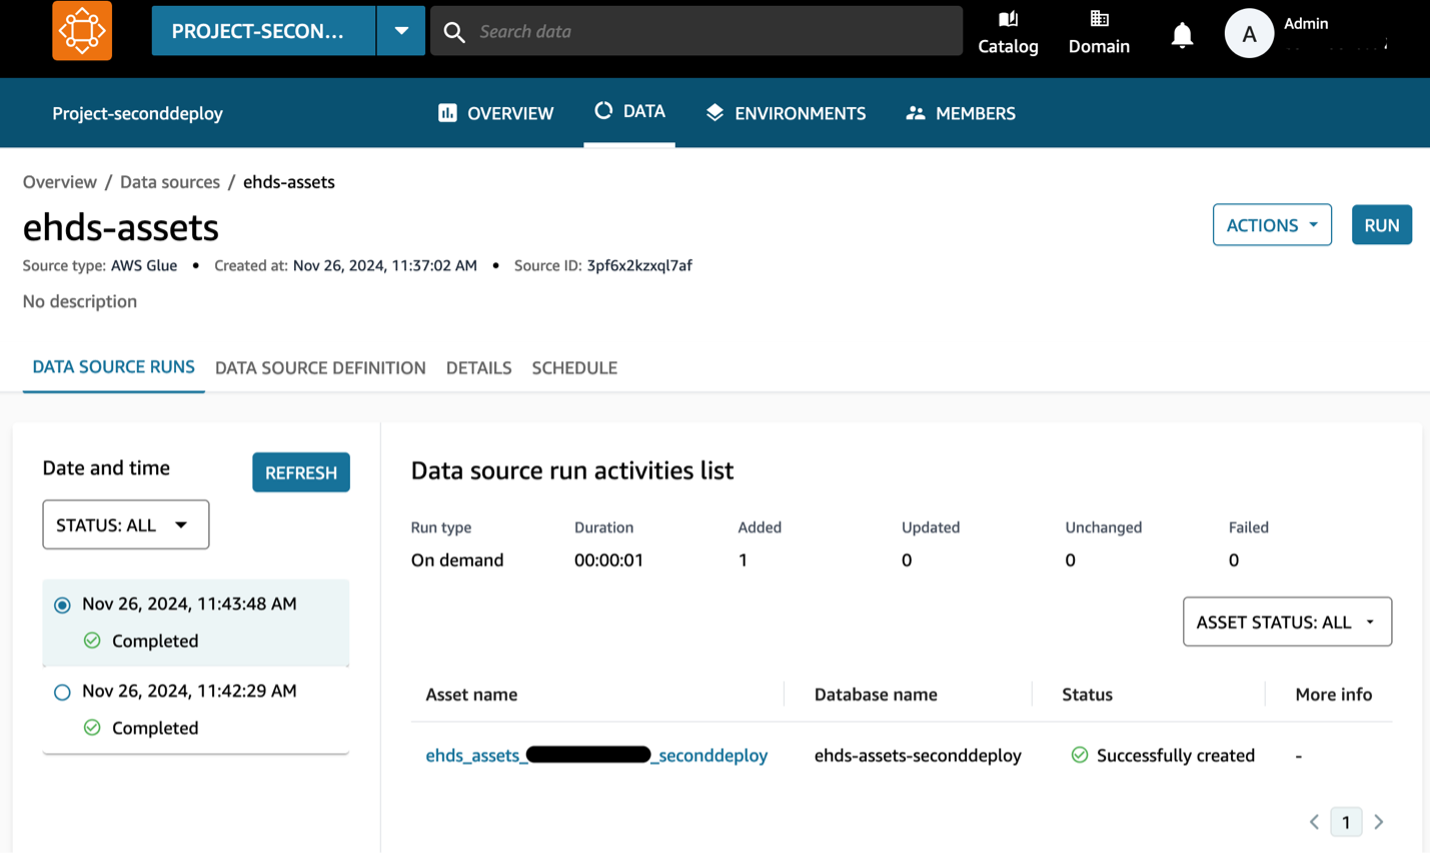 PROJECT-SECON...
Search data
Catalog
Domain
A
Admin
Project-seconddeploy
OVERVIEW
DATA
ENVIRONMENTS
MEMBERS
Overview / Data sources / ehds-assets
ehds-assets
ACTIONS
RUN
Source type: AWS Glue • Created at: Nov 26, 2024, 11:37:02 AM • Source ID: 3pf6x2kzxql7af
No description
DATA SOURCE RUNS
DATA SOURCE DEFINITION
DETAILS
SCHEDULE
Date and time
REFRESH
STATUS: ALL
Nov 26, 2024, 11:43:48 AM
Completed
Nov 26, 2024, 11:42:29 AM
Completed
Data source run activities list
Run type Duration Added Updated Unchanged Failed
On demand 00:00:01 1 0 0 0
ASSET STATUS: ALL
Asset name Database name Status More info
ehds_assets_ _seconddeploy ehds-assets-seconddeploy Successfully created -
1